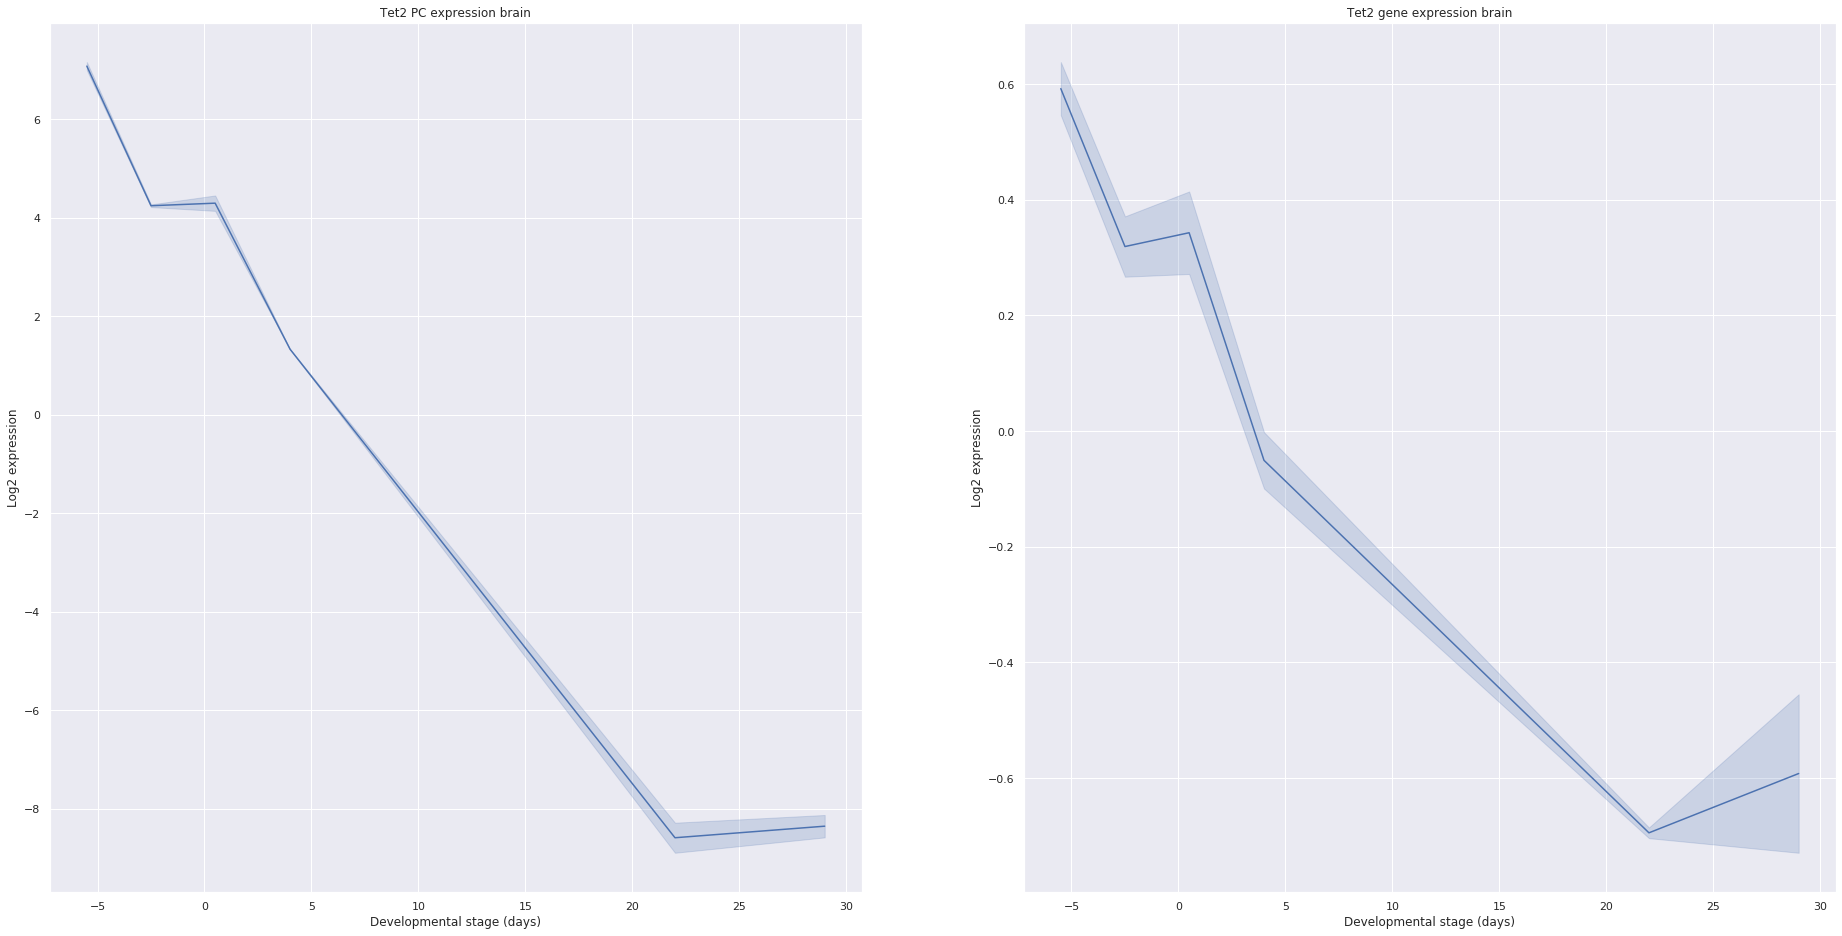 Tet2 PC expression brain
Log2 expression
6
4
2
0
−2
−4
−6
−8
−5 0 5 10 15 20 25 30
Developmental stage (days)
Tet2 gene expression brain
Log2 expression
0.6
0.4
0.2
0.0
−0.2
−0.4
−0.6
−5 0 5 10 15 20 25 30
Developmental stage (days)